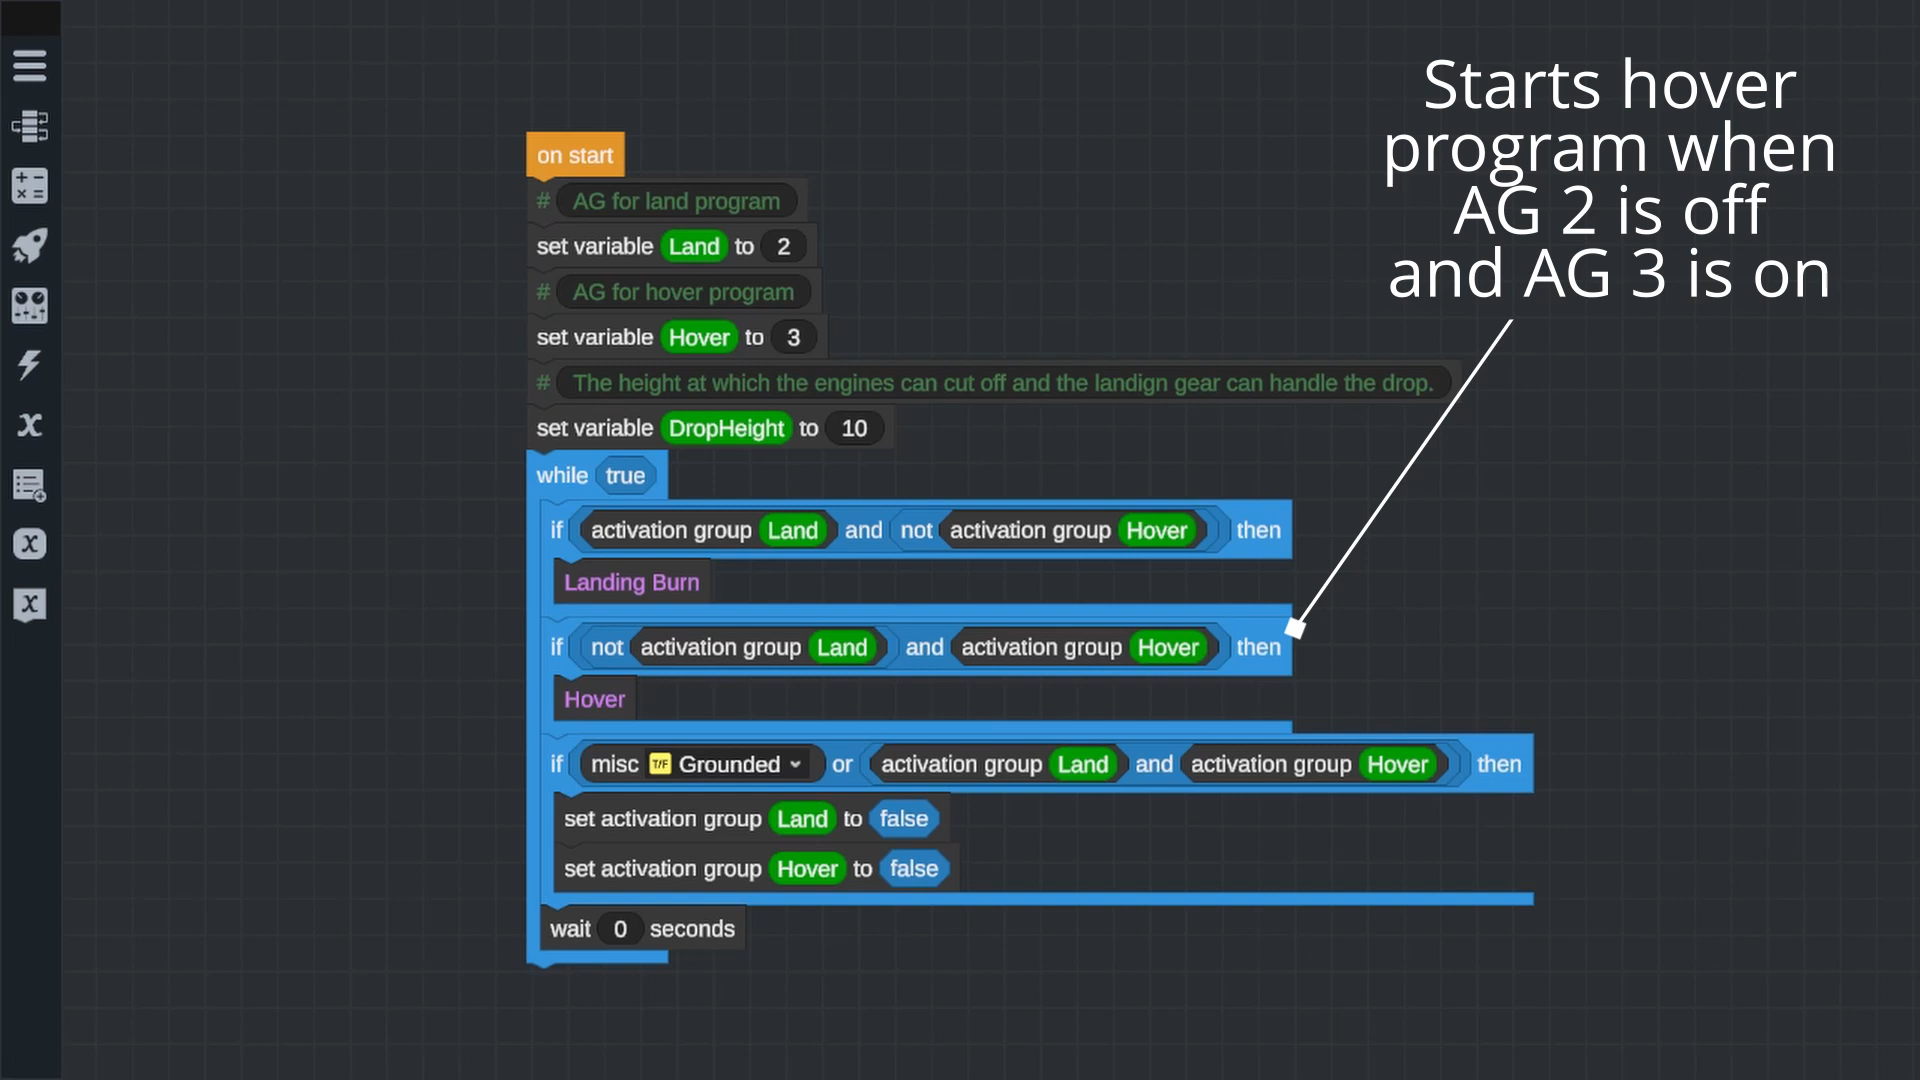 Starts hover
program when
AG 2 is off
and AG 3 is on
on start
# AG for land program
set variable Land to 2
# AG for hover program
set variable Hover to 3
# The height at which the engines can cut off and the landign gear can handle the drop.
set variable DropHeight to 10
while true
if activation group Land and not activation group Hover then
Landing Burn
if not activation group Land and activation group Hover then
Hover
if misc T/F Grounded or activation group Land and activation group Hover then
set activation group Land to false
set activation group Hover to false
wait 0 seconds